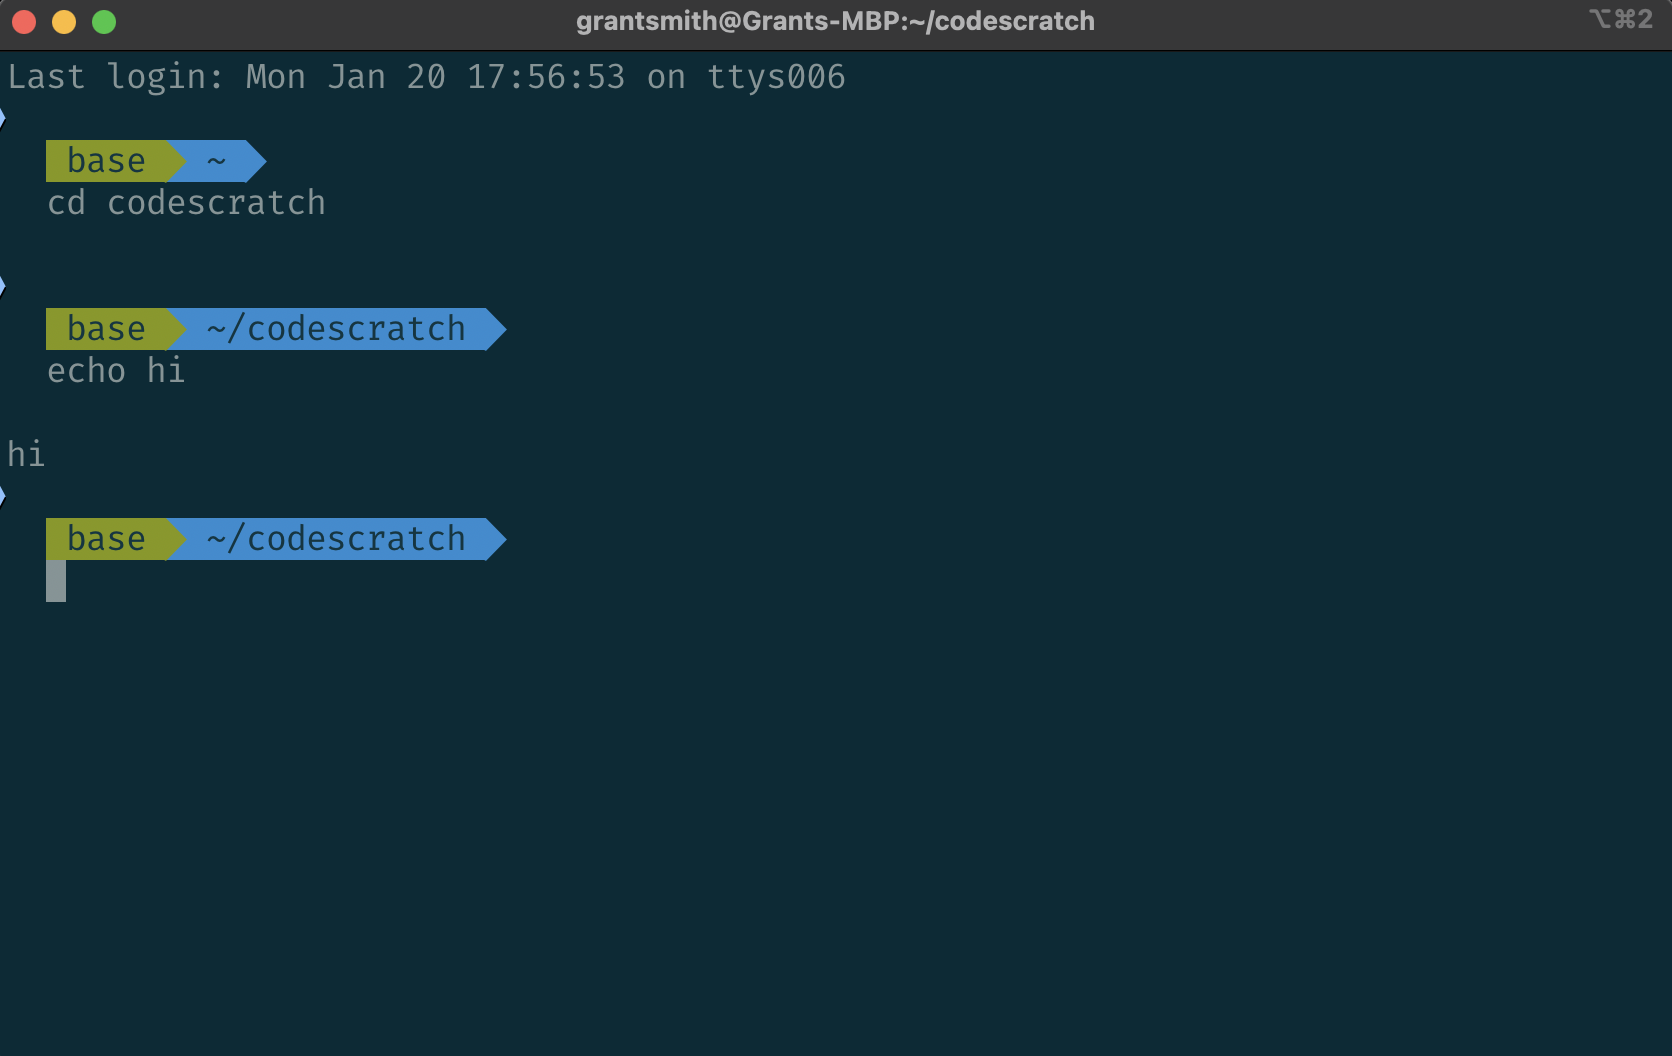 grantsmith@Grants-MBP:~/codescratch
⌥⌘2
Last login: Mon Jan 20 17:56:53 on ttys006
base ~
cd codescratch
base ~/codescratch
echo hi
hi
base ~/codescratch